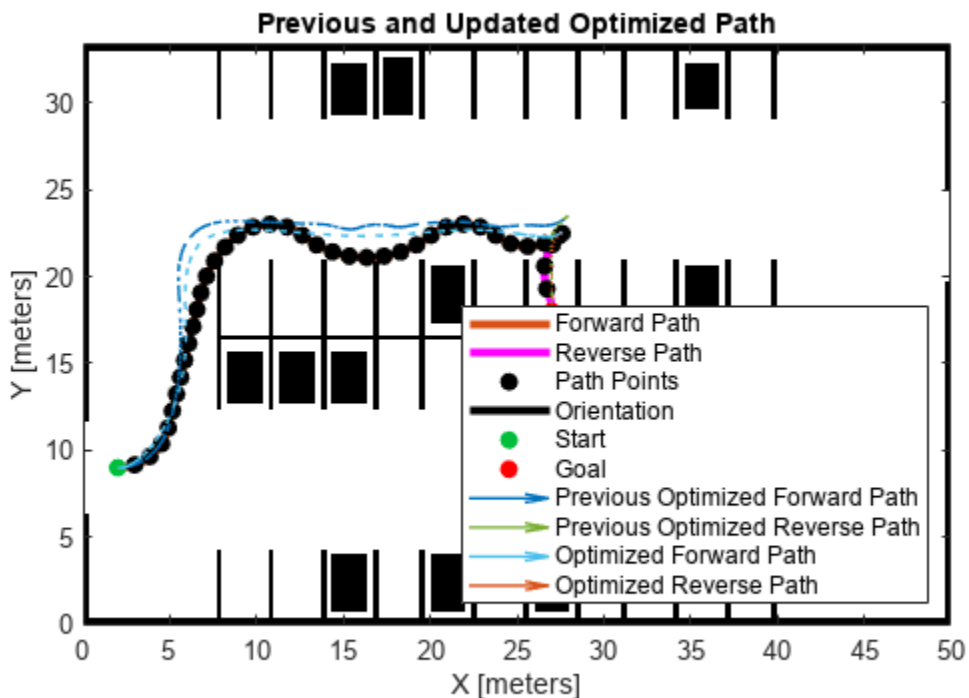 Previous and Updated Optimized Path
Y [meters]
30
25
20
15
10
5
0
0 5 10 15 20 25 30 35 40 45 50
X [meters]
Forward Path
Reverse Path
Path Points
Orientation
Start
Goal
Previous Optimized Forward Path
Previous Optimized Reverse Path
Optimized Forward Path
Optimized Reverse Path